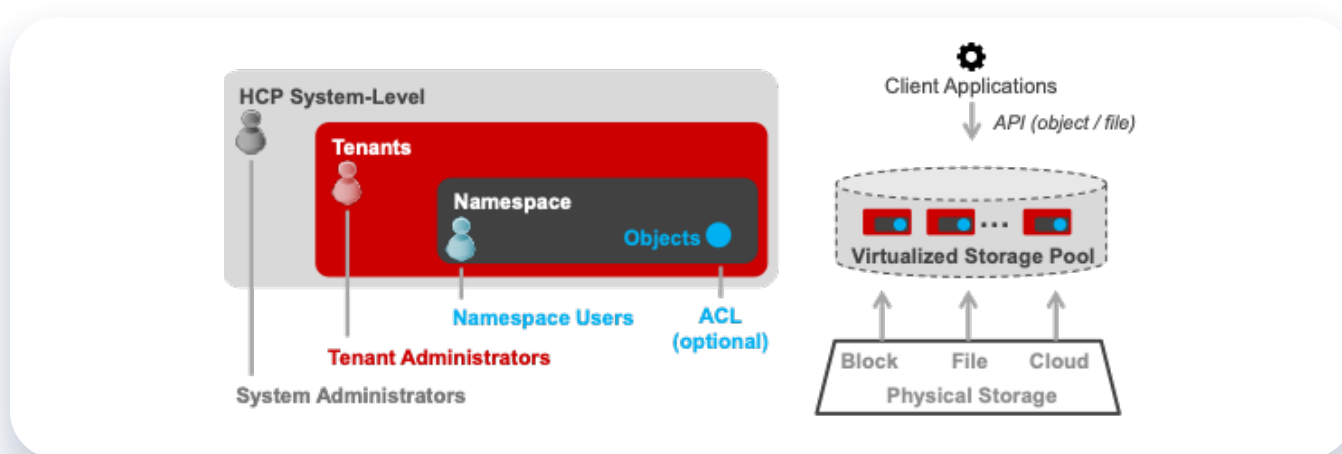 HCP System-Level
Tenants
Namespace
Objects
Namespace Users
ACL
(optional)
Tenant Administrators
System Administrators
Client Applications
API (object / file)
...
Virtualized Storage Pool
Block File Cloud
Physical Storage